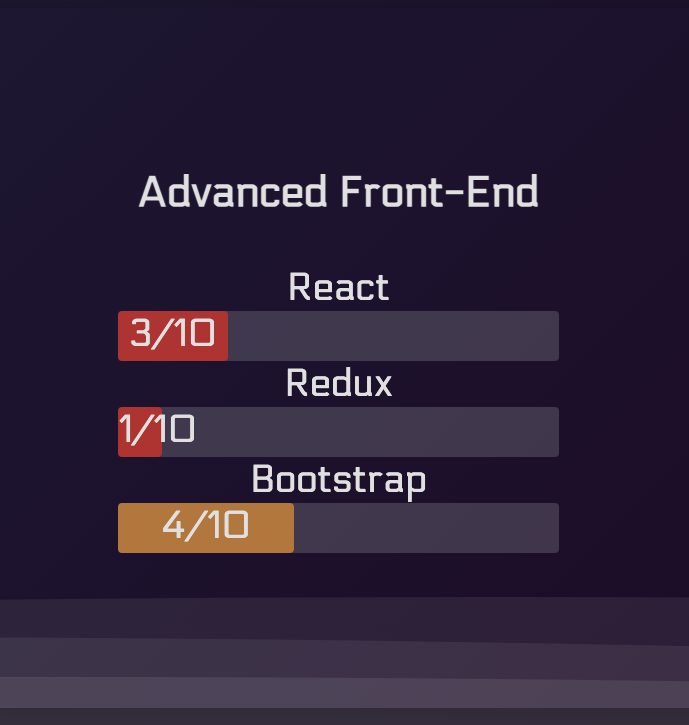 Advanced Front-End
React
3/10
Redux
1/10
Bootstrap
4/10